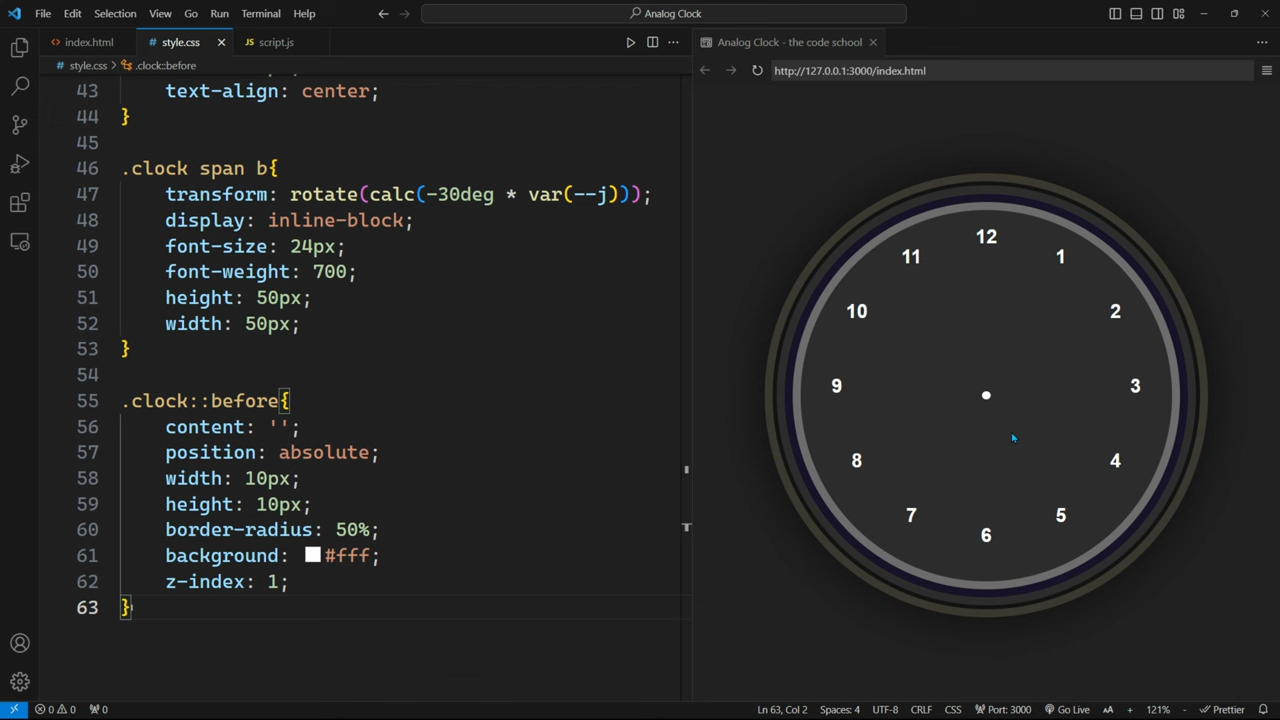 File Edit Selection View Go Run Terminal Help
Analog Clock
index.html style.css script.js
Analog Clock - the code school
style.css > .clock::before
http://127.0.0.1:3000/index.html
43 text-align: center;
44 }
45
46 .clock span b{
47 transform: rotate(calc(-30deg * var(--j)));
48 display: inline-block;
49 font-size: 24px;
50 font-weight: 700;
51 height: 50px;
52 width: 50px;
53 }
54
55 .clock::before{
56 content: '';
57 position: absolute;
58 width: 10px;
59 height: 10px;
60 border-radius: 50%;
61 background: #fff;
62 z-index: 1;
63 }
12
11 1
10 2
9 3
8 4
7 5
6
0 0 0 Ln 63, Col 2 Spaces: 4 UTF-8 CRLF CSS Port: 3000 Go Live AA + 121% - Prettier